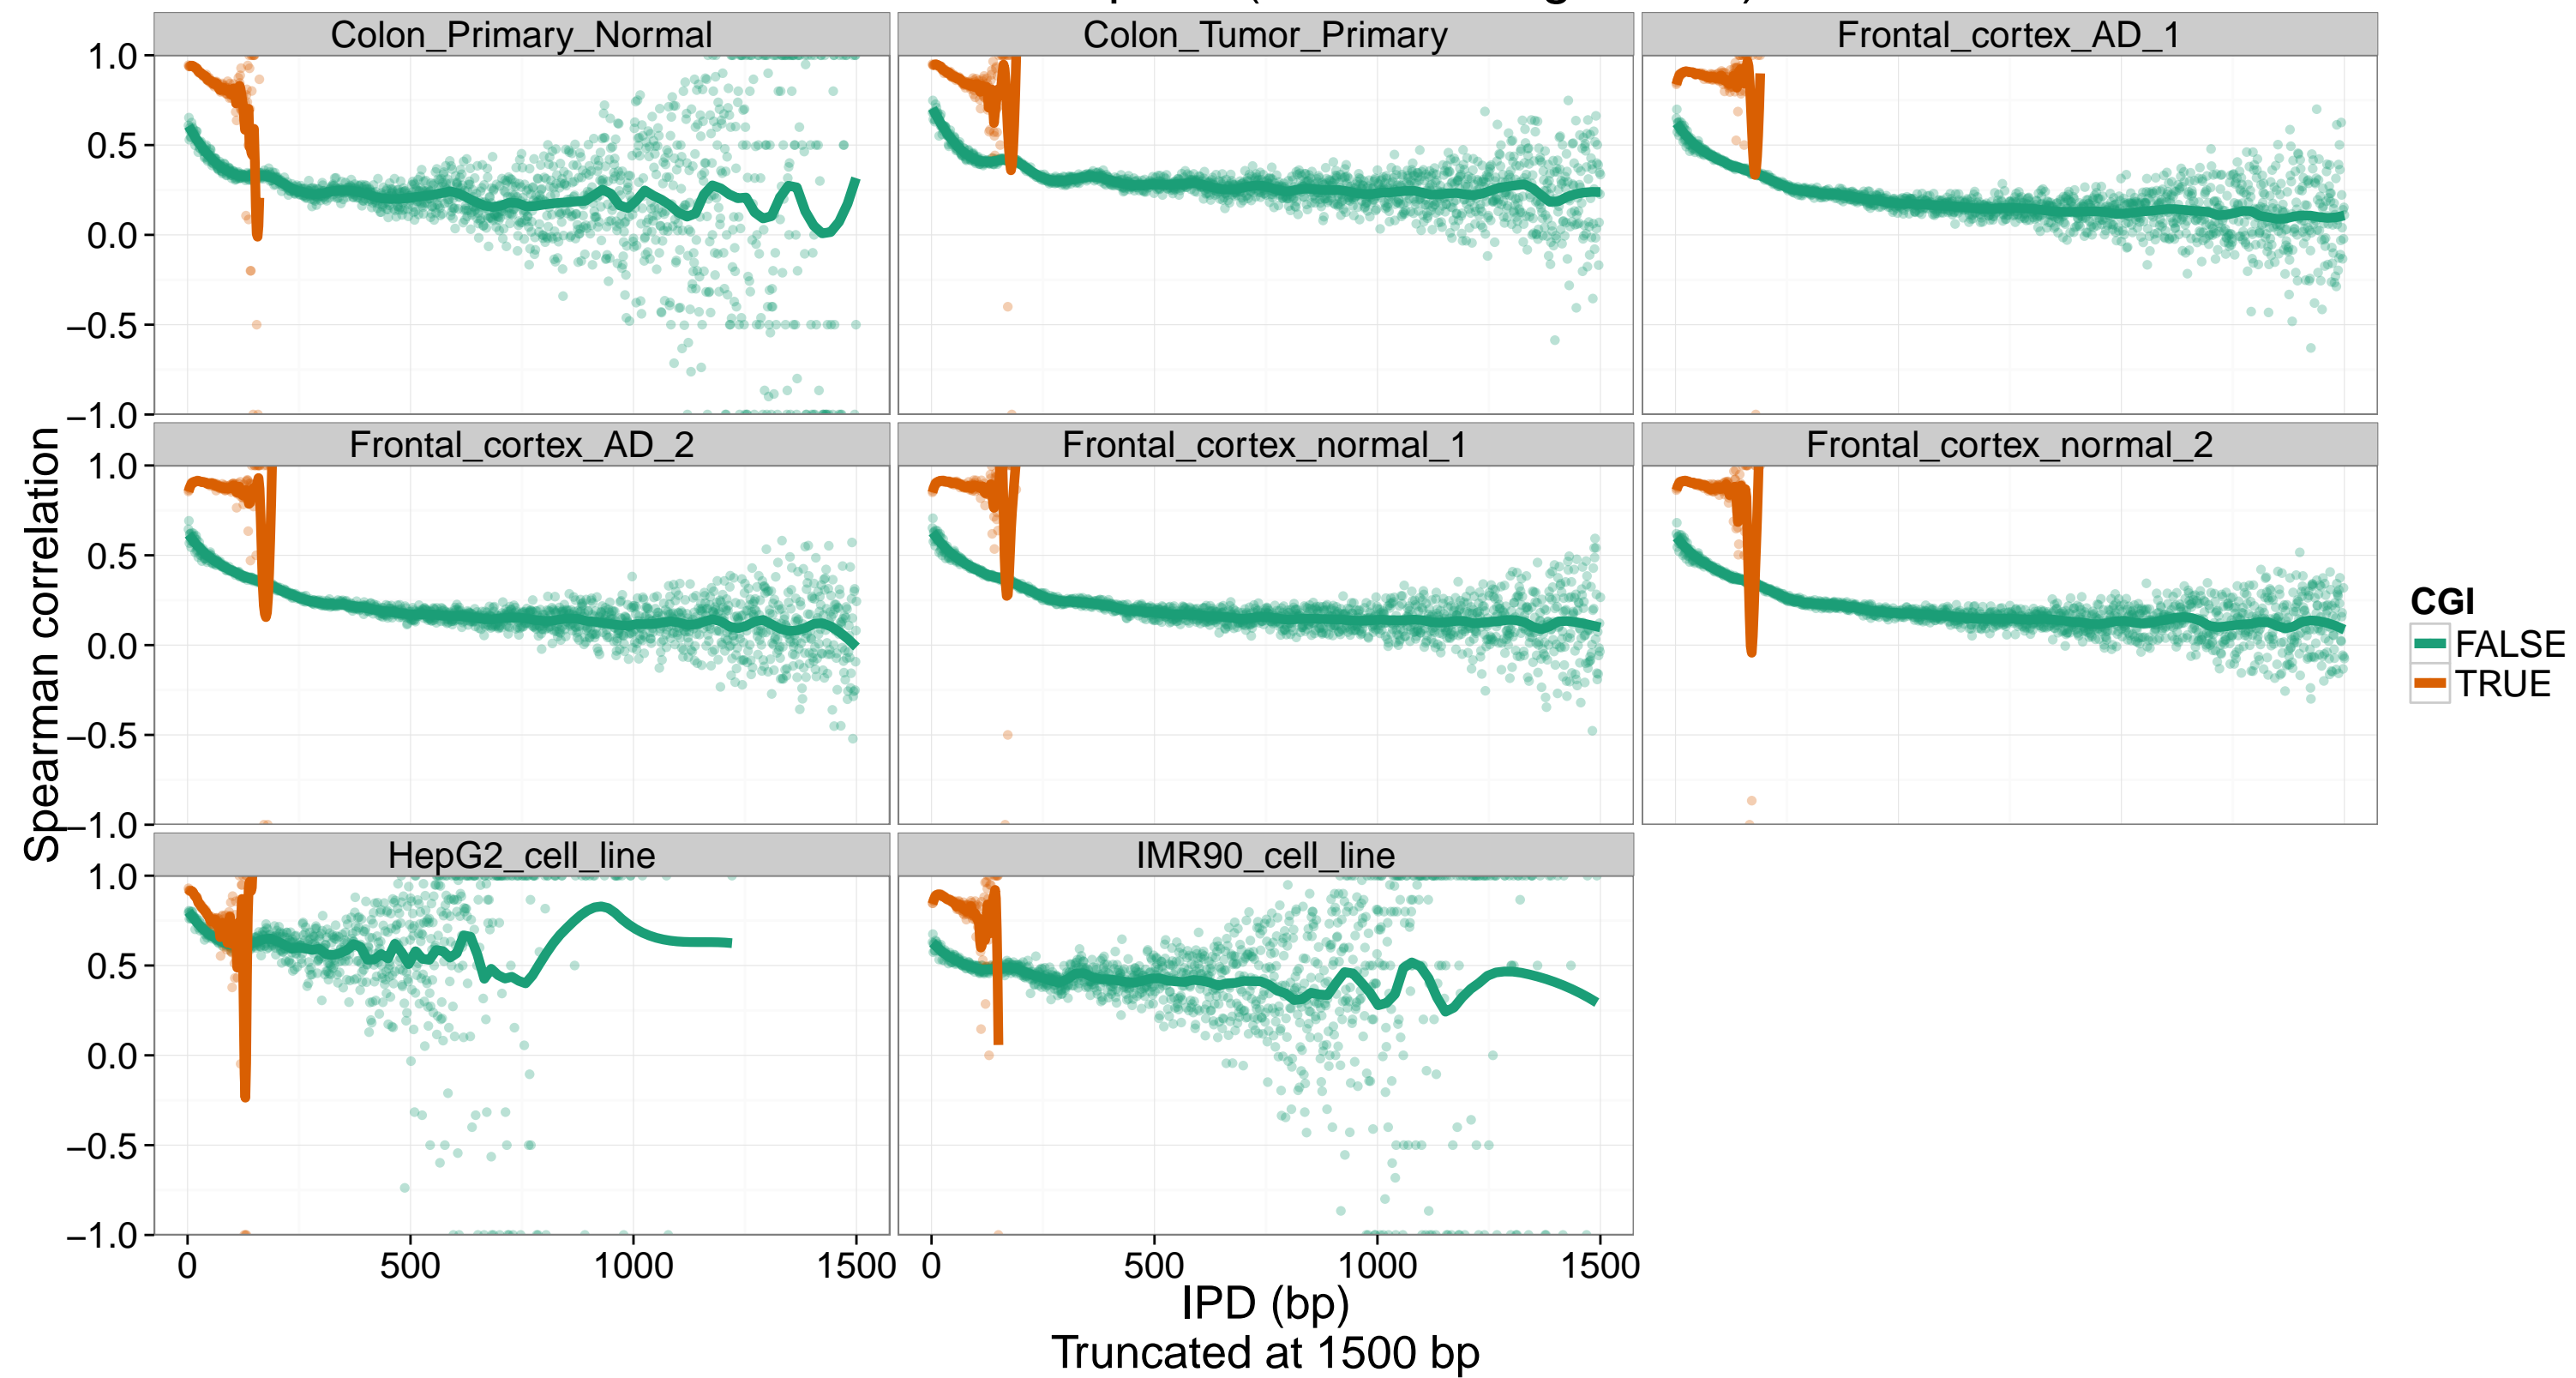 Colon_Primary_Normal
Colon_Tumor_Primary
Frontal_cortex_AD_1
1.0
0.5
0.0
−0.5
−1.0
Frontal_cortex_AD_2
Frontal_cortex_normal_1
Frontal_cortex_normal_2
1.0
0.5
0.0
−0.5
−1.0
HepG2_cell_line
IMR90_cell_line
1.0
0.5
0.0
−0.5
−1.0
0 500 1000 1500
0 500 1000 1500
Spearman correlation
IPD (bp)
Truncated at 1500 bp
CGI
FALSE
TRUE